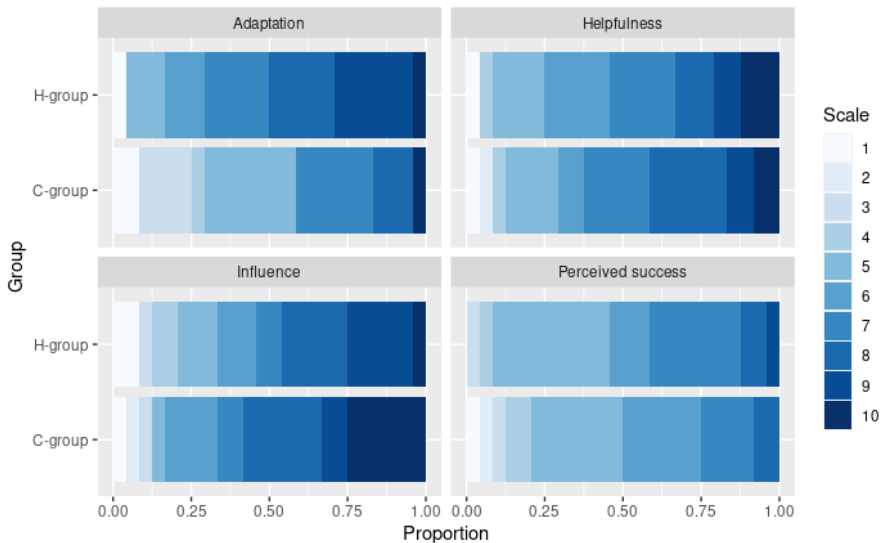 Adaptation
Helpfulness
H-group
C-group
Influence
Perceived success
H-group
C-group
0.00 0.25 0.50 0.75 1.00
0.00 0.25 0.50 0.75 1.00
Proportion
Group
Scale
1
2
3
4
5
6
7
8
9
10